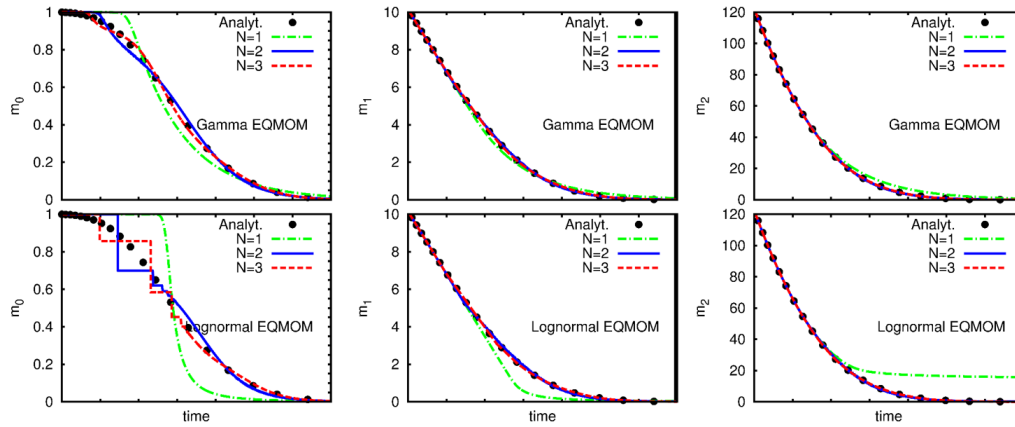 1
0.8
0.6
0.4
0.2
0
m0
Analyt.
N=1
N=2
N=3
Gamma EQMOM
10
8
6
4
2
0
m1
Analyt.
N=1
N=2
N=3
Gamma EQMOM
120
100
80
60
40
20
0
m2
Analyt.
N=1
N=2
N=3
Gamma EQMOM
1
0.8
0.6
0.4
0.2
0
m0
Analyt.
N=1
N=2
N=3
Lognormal EQMOM
time
10
8
6
4
2
0
m1
Analyt.
N=1
N=2
N=3
Lognormal EQMOM
time
120
100
80
60
40
20
0
m2
Analyt.
N=1
N=2
N=3
Lognormal EQMOM
time